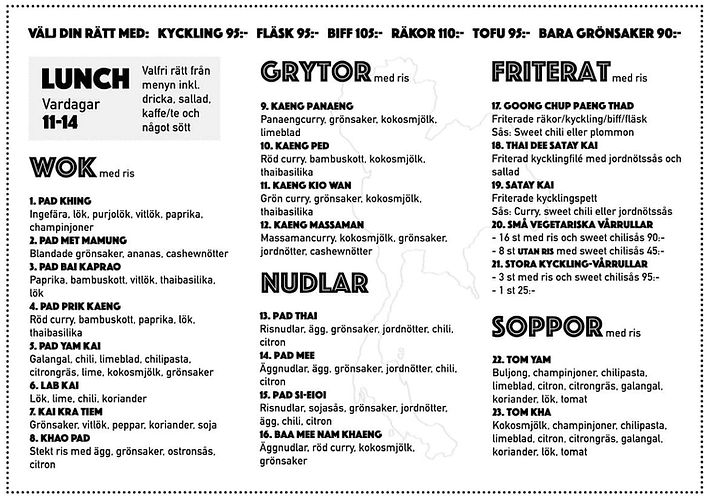 VÄLJ DIN RÄTT MED: KYCKLING 95:- FLÄSK 95:- BIFF 105:- RÄKOR 110:- TOFU 95:- BARA GRÖNSAKER 90:-
LUNCH
Vardagar
11-14
Valfri rätt från
menyn inkl.
dricka, sallad,
kaffe/te och
något sött
WOK med ris
1. PAD KHING
Ingefära, lök, purjolök, vitlök, paprika,
champinjoner
2. PAD MET MAMUNG
Blandade grönsaker, ananas, cashewnötter
3. PAD BAI KAPRAO
Paprika, bambuskott, vitlök, thaibasilika,
lök
4. PAD PRIK KAENG
Röd curry, bambuskott, paprika, lök,
thaibasilika
5. PAD YAM KAI
Galangal, chili, limeblad, chilipasta,
citrongräs, lime, kokosmjölk, grönsaker
6. LAB KAI
Lök, lime, chili, koriander
7. KAI KRA TIEM
Grönsaker, vitlök, peppar, koriander, soja
8. KHAO PAD
Stekt ris med ägg, grönsaker, ostronsås,
citron
GRYTOR med ris
9. KAENG PANAENG
Panaengcurry, grönsaker, kokosmjölk,
limeblad
10. KAENG PED
Röd curry, bambuskott, kokosmjölk,
thaibasilika
11. KAENG KIO WAN
Grön curry, grönsaker, kokosmjölk,
thaibasilika
12. KAENG MASSAMAN
Massamancurry, kokosmjölk, grönsaker,
jordnötter, cashewnötter
NUDLAR
13. PAD THAI
Risnudlar, ägg, grönsaker, jordnötter, chili,
citron
14. PAD MEE
Äggnudlar, ägg, grönsaker, jordnötter, chili,
citron
15. PAD SI-EIOI
Risnudlar, sojasås, grönsaker, jordnötter,
ägg, chili, citron
16. BAA MEE NAM KHAENG
Äggnudlar, röd curry, kokosmjölk,
grönsaker
FRITERAT med ris
17. GOONG CHUP PAENG THAD
Friterade räkor/kyckling/biff/fläsk
Sås: Sweet chili eller plommon
18. THAI DEE SATAY KAI
Friterad kycklingfilé med jordnötssås och
sallad
19. SATAY KAI
Friterade kycklingspett
Sås: Curry, sweet chili eller jordnötssås
20. SMÅ VEGETARISKA VÅRRULLAR
- 16 st med ris och sweet chilisås 90:-
- 8 st UTAN RIS med sweet chilisås 45:-
21. STORA KYCKLING-VÅRRULLAR
- 3 st med ris och sweet chilisås 95:-
- 1 st 25:-
SOPPOR med ris
22. TOM YAM
Buljong, champinjoner, chilipasta,
limeblad, citron, citrongräs, galangal,
koriander, lök, tomat
23. TOM KHA
Kokosmjölk, champinjoner, chilipasta,
limeblad, citron, citrongräs, galangal,
koriander, lök, tomat